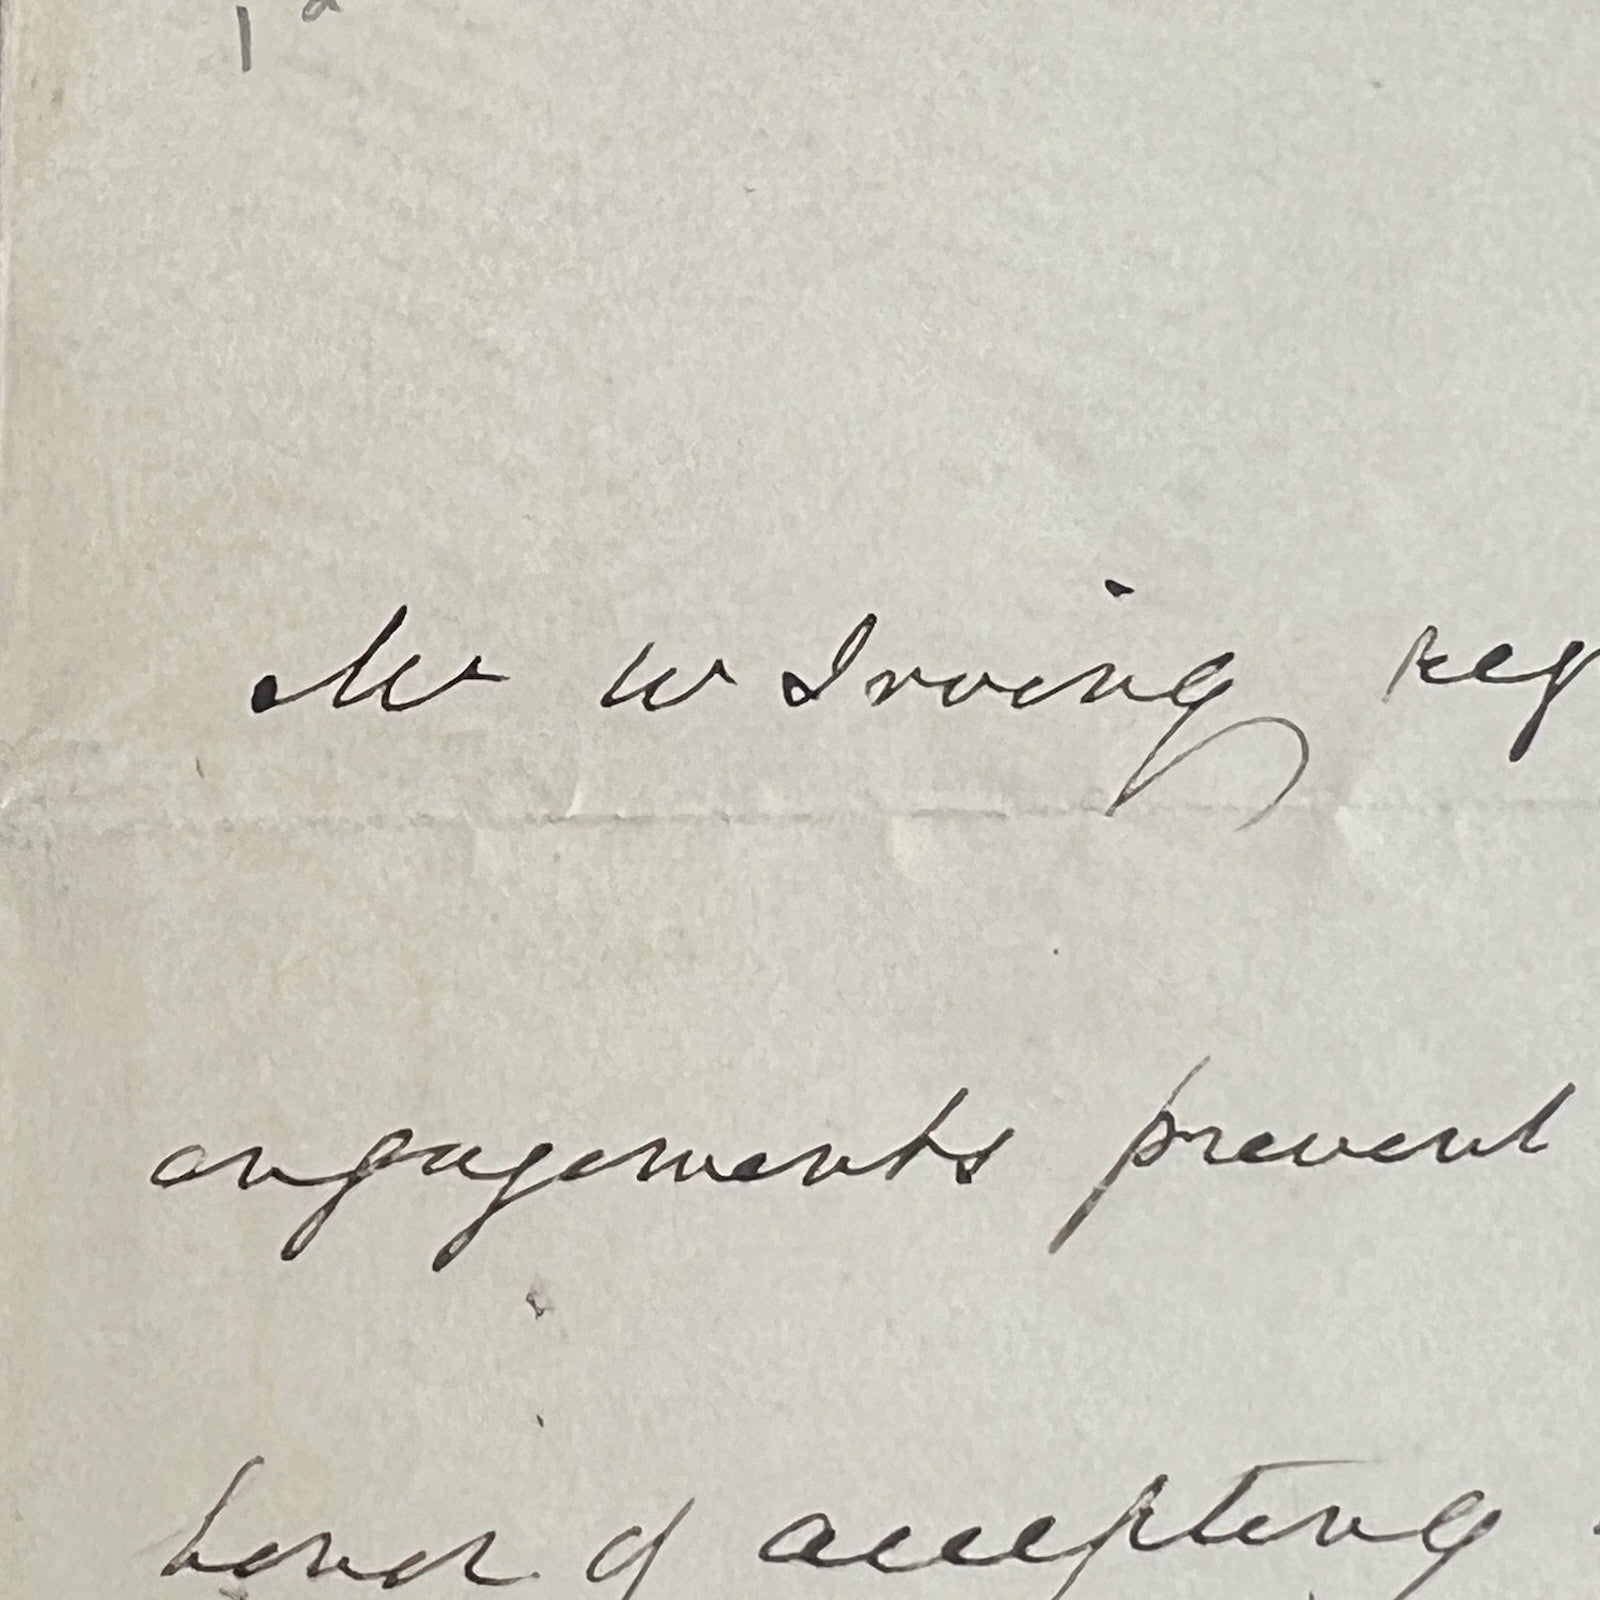 Mr W Irving reg
engagements prevent
honor of accepting